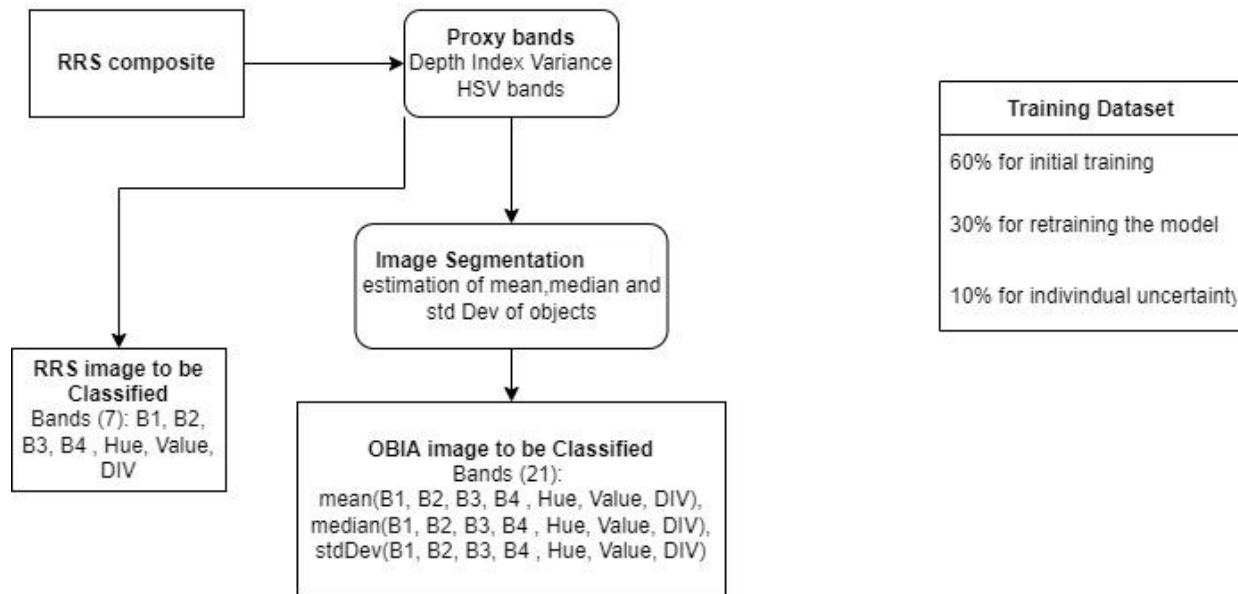 RRS composite
Proxy bands
Depth Index Variance
HSV bands
Training Dataset
60% for initial training
30% for retraining the model
10% for indivindual uncertainty
Image Segmentation
estimation of mean,median and
std Dev of objects
RRS image to be
Classified
Bands (7): B1, B2,
B3, B4 , Hue, Value,
DIV
OBIA image to be Classified
Bands (21):
mean(B1, B2, B3, B4 , Hue, Value, DIV),
median(B1, B2, B3, B4 , Hue, Value, DIV),
stdDev(B1, B2, B3, B4 , Hue, Value, DIV)